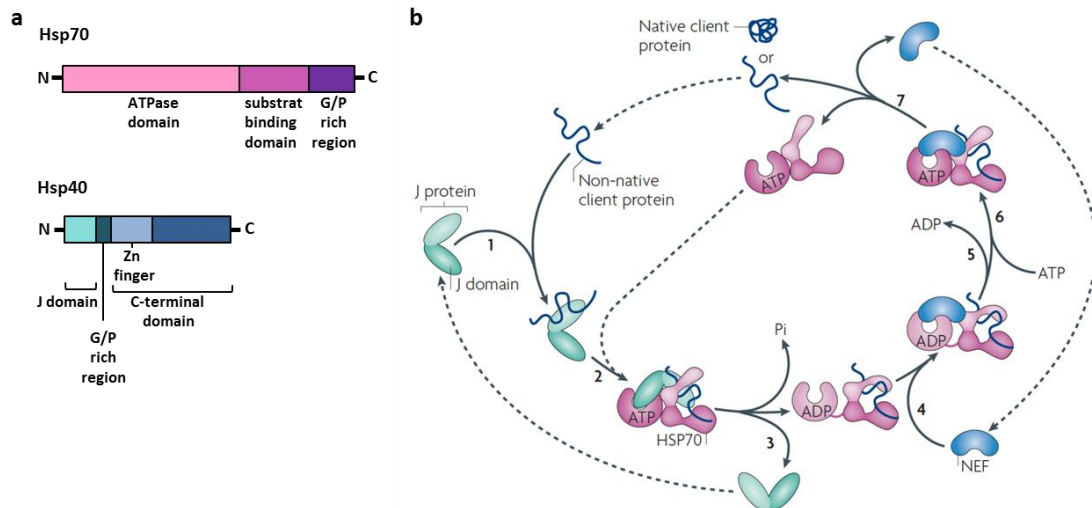 a
Hsp70
N
C
ATPase
domain
substrat
binding
domain
G/P
rich
region
Hsp40
N
C
Zn
finger
J domain
C-terminal
domain
G/P
rich
region
b
Native client
protein
or
Non-native
client protein
J protein
J domain
1
2
ATP
HSP70
Pi
3
ADP
4
NEF
ADP
5
ADP
ATP
6
ATP
7
ATP